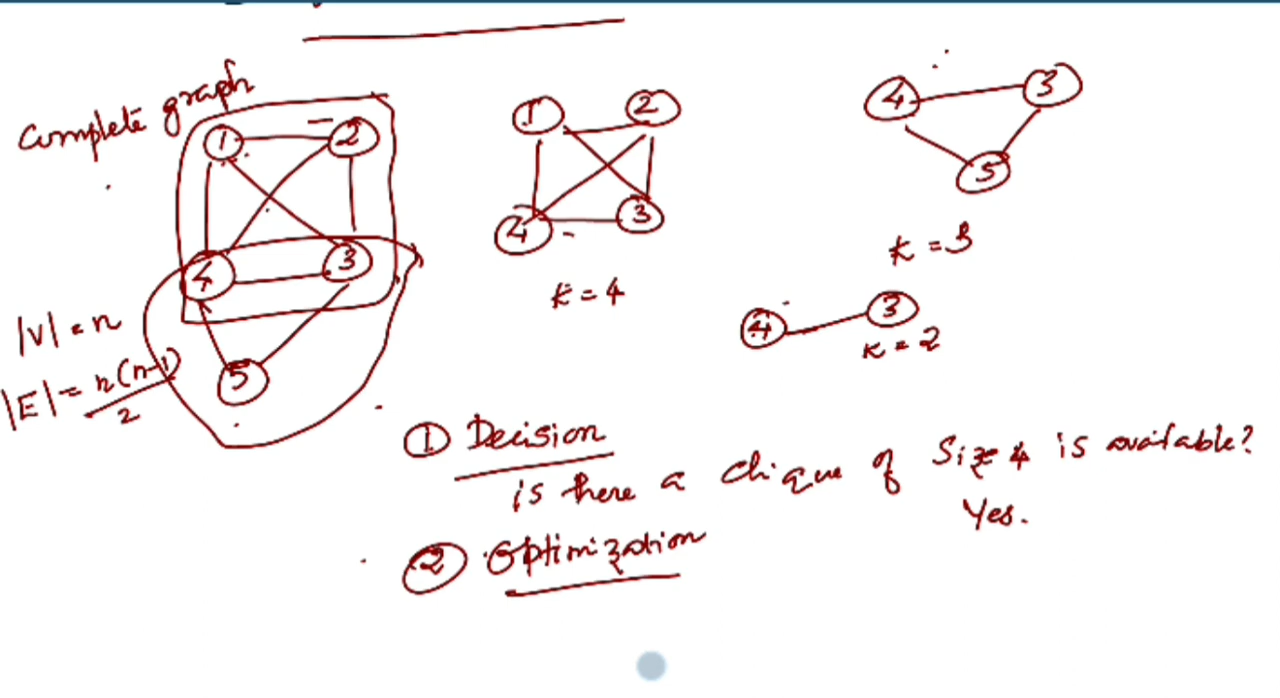 Complete graph
1 2
4 3
5
|V| = n
|E| = n(n-1)
2
1 2
4 3
K = 4
4 3
5
K = 3
4 3
K = 2
① Decision
is there a clique of Size 4 is available?
Yes.
② Optimization